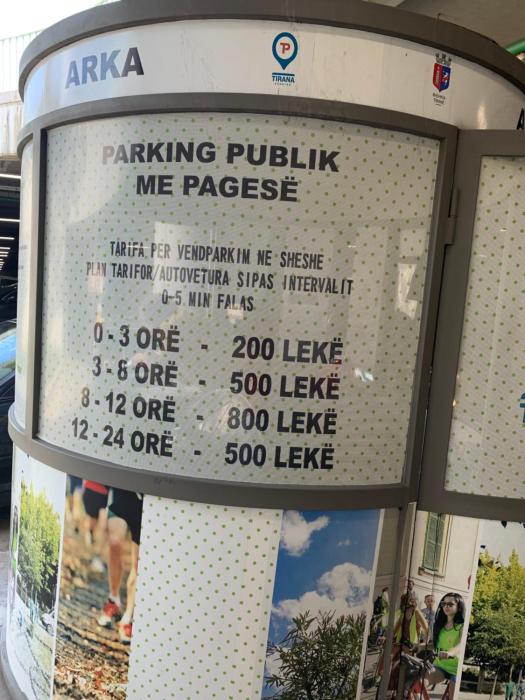 ARKA
TIRANA
PARKING PUBLIK
ME PAGESË
TARIFA PER VENDPARKIM NE SHESHE
PLAN TARIFOR/AUTOVETURA SIPAS INTERVALIT
0-5 MIN FALAS
0 - 3 ORË - 200 LEKË
3 - 8 ORË - 500 LEKË
8 - 12 ORË - 800 LEKË
12 - 24 ORË - 500 LEKË